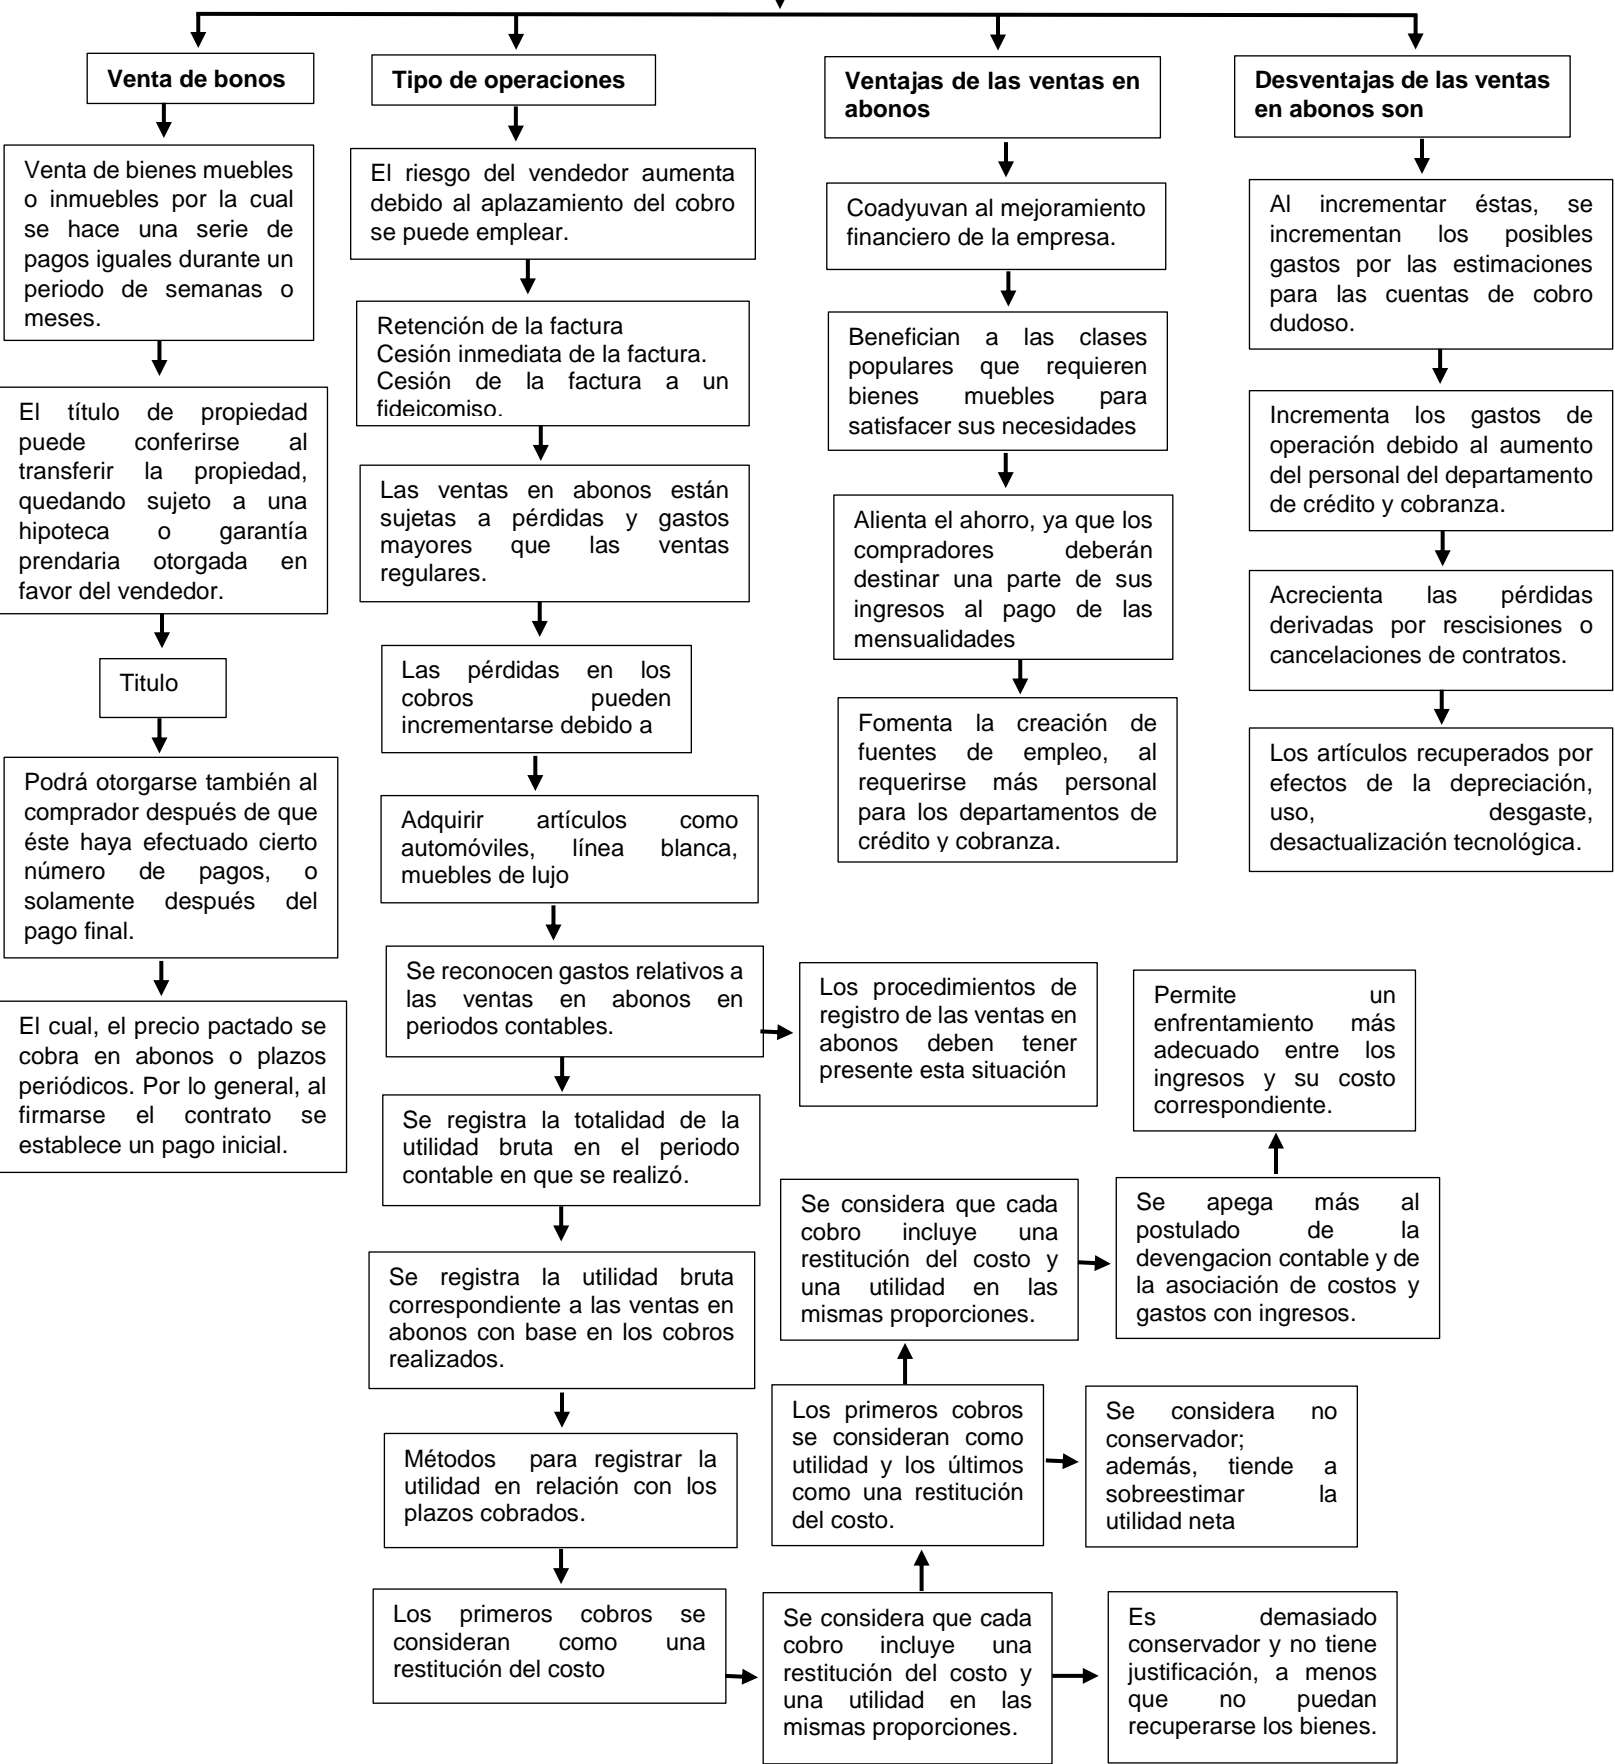 Venta de bonos
Venta de bienes muebles
o inmuebles por la cual
se hace una serie de
pagos iguales durante un
periodo de semanas o
meses.
El título de propiedad
puede conferirse al
transferir la propiedad,
quedando sujeto a una
hipoteca o garantía
prendaria otorgada en
favor del vendedor.
Titulo
Podrá otorgarse también al
comprador después de que
éste haya efectuado cierto
número de pagos, o
solamente después del
pago final.
El cual, el precio pactado se
cobra en abonos o plazos
periódicos. Por lo general, al
firmarse el contrato se
establece un pago inicial.
Tipo de operaciones
El riesgo del vendedor aumenta
debido al aplazamiento del cobro
se puede emplear.
Retención de la factura
Cesión inmediata de la factura.
Cesión de la factura a un
fideicomiso.
Las ventas en abonos están
sujetas a pérdidas y gastos
mayores que las ventas
regulares.
Las pérdidas en los
cobros pueden
incrementarse debido a
Adquirir artículos como
automóviles, línea blanca,
muebles de lujo
Se reconocen gastos relativos a
las ventas en abonos en
periodos contables.
Los procedimientos de
registro de las ventas en
abonos deben tener
presente esta situación
Se registra la totalidad de la
utilidad bruta en el periodo
contable en que se realizó.
Se registra la utilidad bruta
correspondiente a las ventas en
abonos con base en los cobros
realizados.
Métodos para registrar la
utilidad en relación con los
plazos cobrados.
Los primeros cobros se
consideran como una
restitución del costo
Se considera que cada
cobro incluye una
restitución del costo y
una utilidad en las
mismas proporciones.
Es demasiado
conservador y no tiene
justificación, a menos
que no puedan
recuperarse los bienes.
Los primeros cobros
se consideran como
utilidad y los últimos
como una restitución
del costo.
Se considera no
conservador;
además, tiende a
sobreestimar la
utilidad neta
Se considera que cada
cobro incluye una
restitución del costo y
una utilidad en las
mismas proporciones.
Se apega más al
postulado de la
devengacion contable y de
la asociación de costos y
gastos con ingresos.
Permite un
enfrentamiento más
adecuado entre los
ingresos y su costo
correspondiente.
Ventajas de las ventas en
abonos
Coadyuvan al mejoramiento
financiero de la empresa.
Benefician a las clases
populares que requieren
bienes muebles para
satisfacer sus necesidades
Alienta el ahorro, ya que los
compradores deberán
destinar una parte de sus
ingresos al pago de las
mensualidades
Fomenta la creación de
fuentes de empleo, al
requerirse más personal
para los departamentos de
crédito y cobranza.
Desventajas de las ventas
en abonos son
Al incrementar éstas, se
incrementan los posibles
gastos por las estimaciones
para las cuentas de cobro
dudoso.
Incrementa los gastos de
operación debido al aumento
del personal del departamento
de crédito y cobranza.
Acrecienta las pérdidas
derivadas por rescisiones o
cancelaciones de contratos.
Los artículos recuperados por
efectos de la depreciación,
uso, desgaste,
desactualización tecnológica.